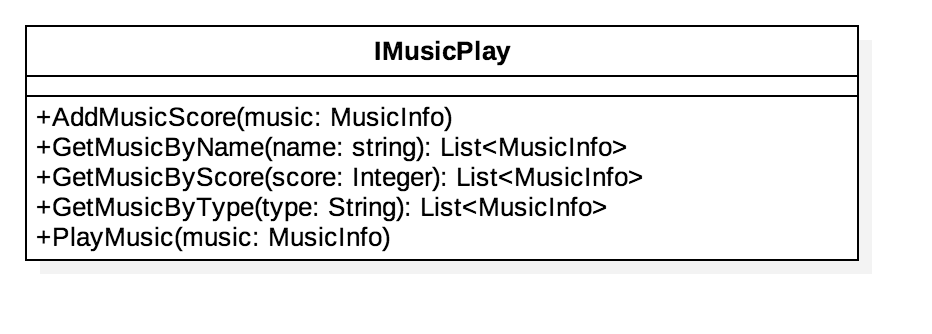 IMusicPlay
+AddMusicScore(music: MusicInfo)
+GetMusicByName(name: string): List<MusicInfo>
+GetMusicByScore(score: Integer): List<MusicInfo>
+GetMusicByType(type: String): List<MusicInfo>
+PlayMusic(music: MusicInfo)